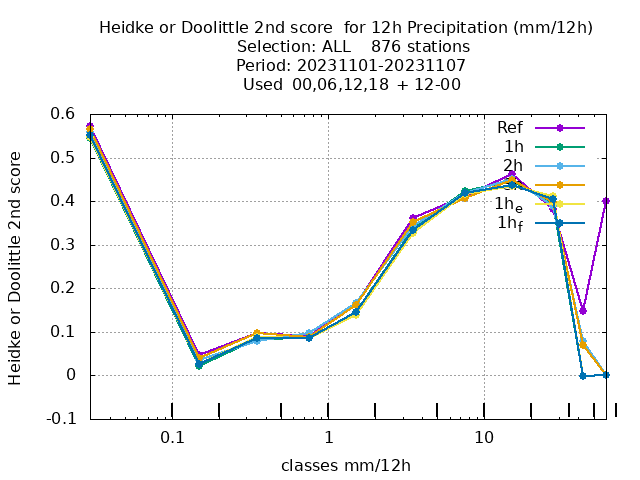 Heidke or Doolittle 2nd score  for 12h Precipitation (mm/12h)
Selection: ALL    876 stations
Period: 20231101-20231107
Used  00,06,12,18  + 12-00
Heidke or Doolittle 2nd score
0.6
0.5
0.4
0.3
0.2
0.1
0
-0.1
Ref
1h
2h
1h_e
1h_f
0.1
1
10
classes mm/12h